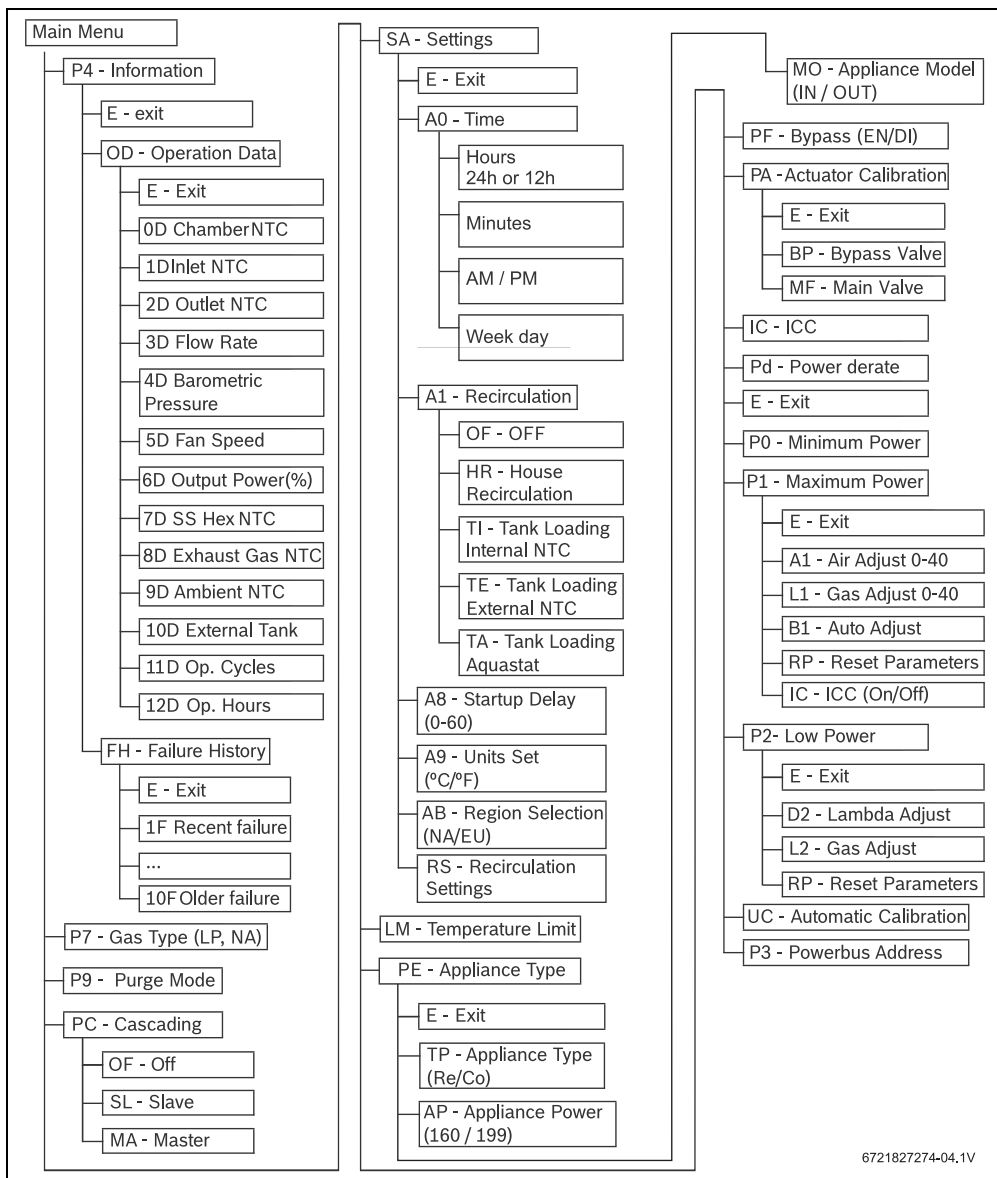 Main Menu
P4 - Information
E - exit
OD - Operation Data
E - Exit
0D ChamberNTC
1DInlet NTC
2D Outlet NTC
3D Flow Rate
4D Barometric
Pressure
5D Fan Speed
6D Output Power(%)
7D SS Hex NTC
8D Exhaust Gas NTC
9D Ambient NTC
10D External Tank
11D Op. Cycles
12D Op. Hours
FH - Failure History
E - Exit
1F Recent failure
...
10FOlder failure
P7 - Gas Type (LP, NA)
P9 - Purge Mode
PC - Cascading
OF - Off
SL - Slave
MA - Master
SA - Settings
E - Exit
A0 - Time
Hours
24h or 12h
Minutes
AM / PM
Week day
A1 - Recirculation
OF - OFF
HR - House
Recirculation
TI - Tank Loading
Internal NTC
TE - Tank Loading
External NTC
TA - Tank Loading
Aquastat
A8 - Startup Delay
(0-60)
A9 - Units Set
(ºC/ºF)
AB - Region Selection
(NA/EU)
RS - Recirculation
Settings
LM - Temperature Limit
PE - Appliance Type
E - Exit
TP - Appliance Type
(Re/Co)
AP - Appliance Power
(160 / 199)
MO - Appliance Model
(IN / OUT)
PF - Bypass (EN/DI)
PA - Actuator Calibration
E - Exit
BP - Bypass Valve
MF - Main Valve
IC - ICC
Pd - Power derate
E - Exit
P0 - Minimum Power
P1 - Maximum Power
E - Exit
A1 - Air Adjust 0-40
L1 - Gas Adjust 0-40
B1 - Auto Adjust
RP - Reset Parameters
IC - ICC (On/Off)
P2- Low Power
E - Exit
D2 - Lambda Adjust
L2 - Gas Adjust
RP - Reset Parameters
UC - Automatic Calibration
P3 - Powerbus Address
6721827274-04.1V